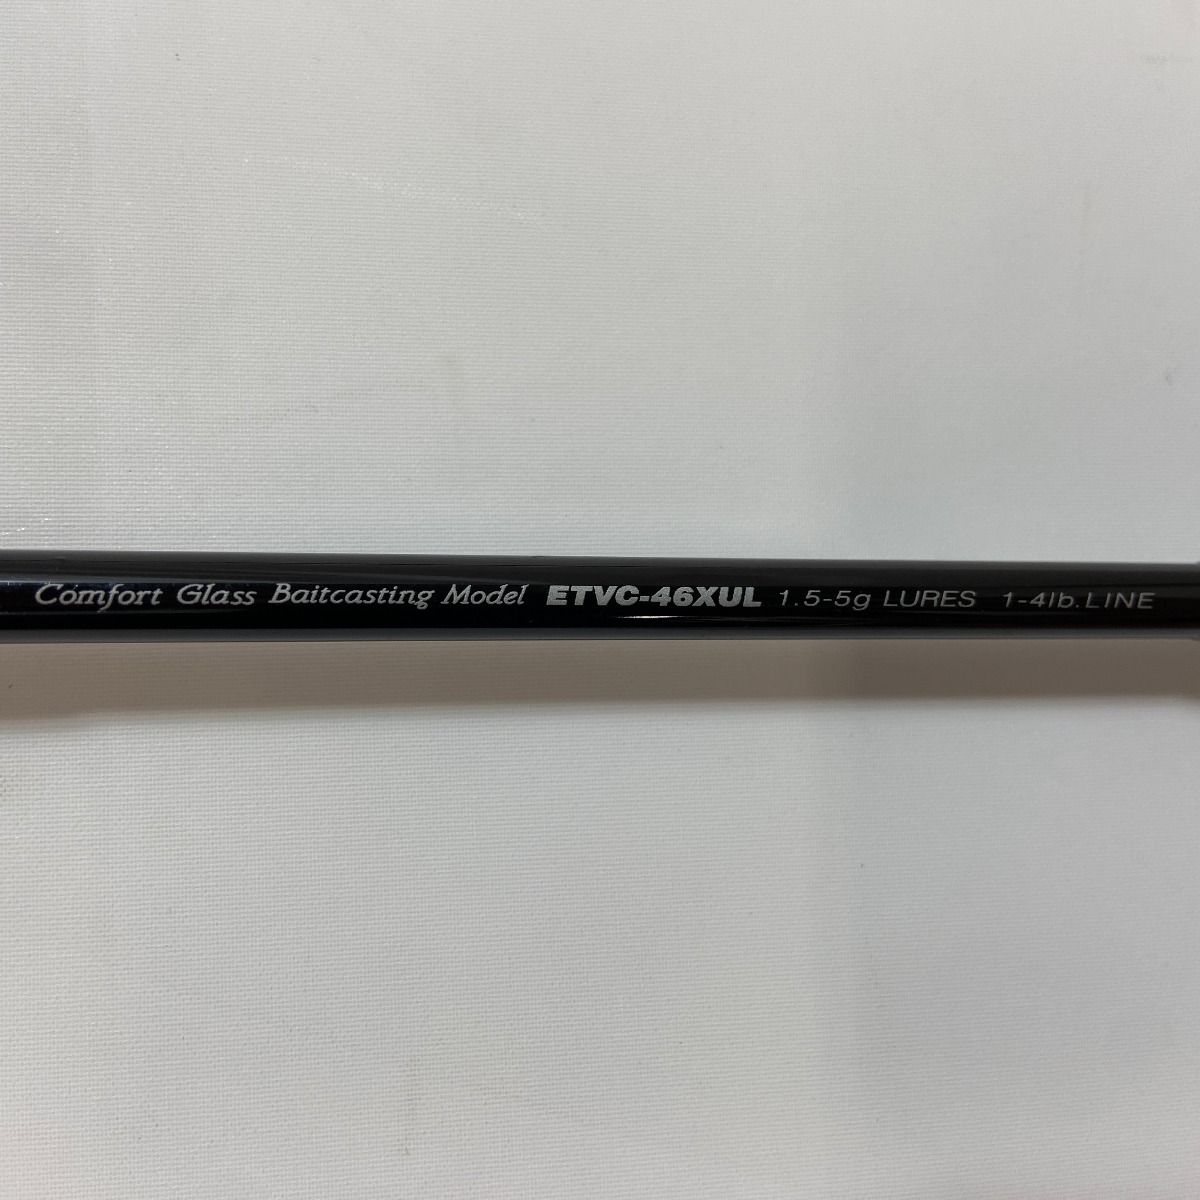 Comfort Glass Baitcasting Model ETVC-46XUL 1.5-5g LURES 1-4lb.LINE